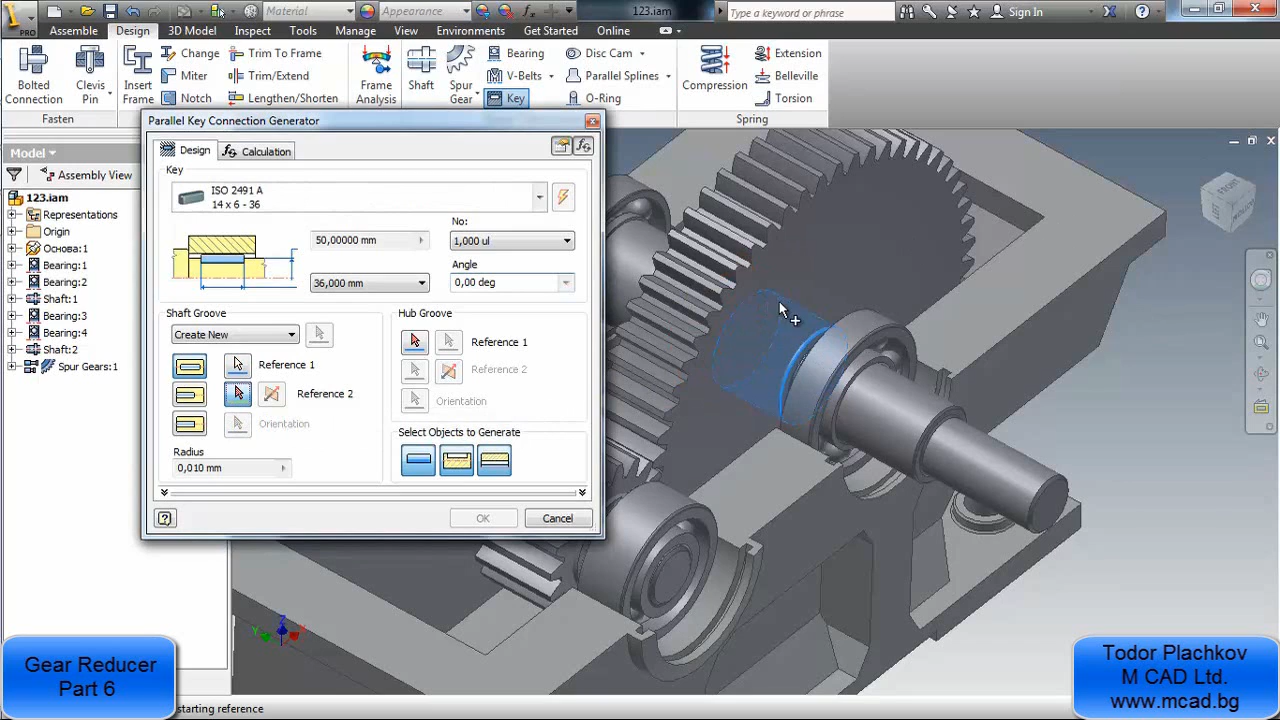 PRO
Material
Appearance
123.iam
Type a keyword or phrase
Sign In
Assemble
Design
3D Model
Inspect
Tools
Manage
View
Environments
Get Started
Online
Bolted Connection
Clevis Pin
Insert Frame
Change
Miter
Notch
Trim To Frame
Trim/Extend
Lengthen/Shorten
Frame Analysis
Shaft
Spur Gear
Bearing
V-Belts
Key
Disc Cam
Parallel Splines
O-Ring
Compression
Extension
Belleville
Torsion
Fasten
Spring
Model
Assembly View
123.iam
Representations
Origin
Основа:1
Bearing:1
Bearing:2
Shaft:1
Bearing:3
Bearing:4
Shaft:2
Spur Gears:1
Parallel Key Connection Generator
Design
Calculation
Key
ISO 2491 A
14 x 6 - 36
50,00000 mm
36,000 mm
No:
1,000 ul
Angle
0,00 deg
Shaft Groove
Create New
Reference 1
Reference 2
Orientation
Radius
0,010 mm
Hub Groove
Reference 1
Reference 2
Orientation
Select Objects to Generate
OK
Cancel
FRONT
Z
Y
X
starting reference
Gear Reducer
Part 6
Todor Plachkov
M CAD Ltd.
www.mcad.bg